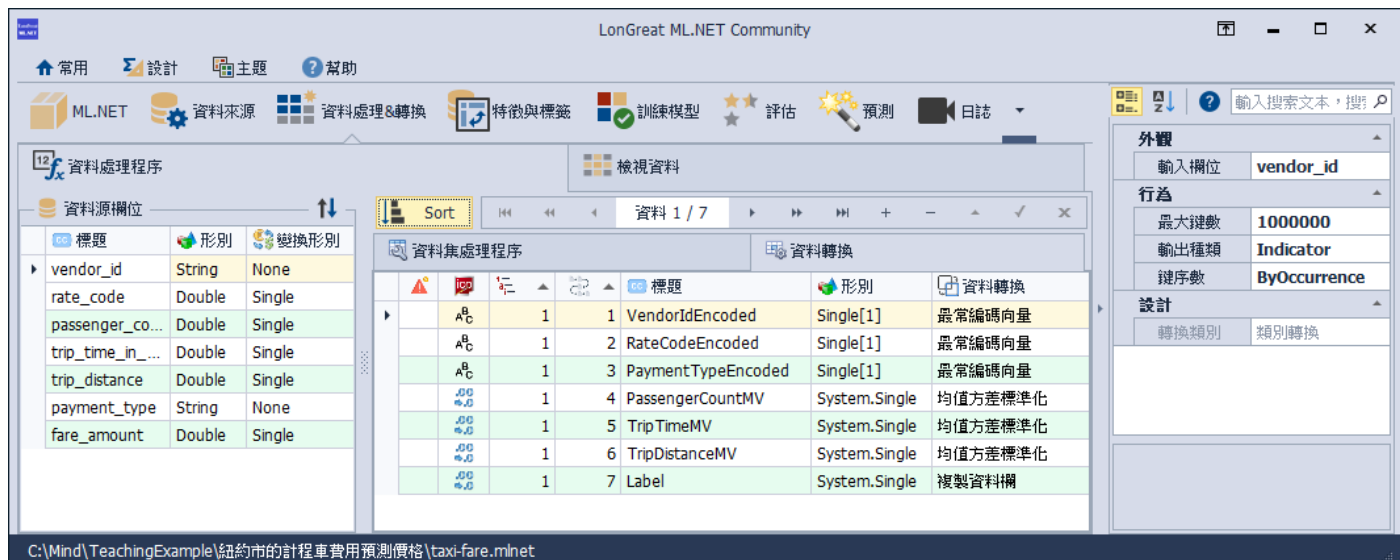 LonGreat ML.NET Community
常用 設計 主題 幫助
ML.NET 資料來源 資料處理&轉換 特徵與標籤 訓練模型 評估 預測 日誌
輸入搜索文本，搜
資料處理程序 檢視資料
資料源欄位
標題 形別 變換形別
vendor_id String None
rate_code Double Single
passenger_co... Double Single
trip_time_in_... Double Single
trip_distance Double Single
payment_type String None
fare_amount Double Single
Sort 資料 1 / 7
資料集處理程序 資料轉換
標題 形別 資料轉換
1 1 VendorIdEncoded Single[1] 最常編碼向量
1 2 RateCodeEncoded Single[1] 最常編碼向量
1 3 PaymentTypeEncoded Single[1] 最常編碼向量
1 4 PassengerCountMV System.Single 均值方差標準化
1 5 TripTimeMV System.Single 均值方差標準化
1 6 TripDistanceMV System.Single 均值方差標準化
1 7 Label System.Single 複製資料欄
外觀
輸入欄位 vendor_id
行為
最大鍵數 1000000
輸出種類 Indicator
鍵序數 ByOccurrence
設計
轉換類別 類別轉換
C:\Mind\TeachingExample\紐約市的計程車費用預測價格\taxi-fare.mlnet